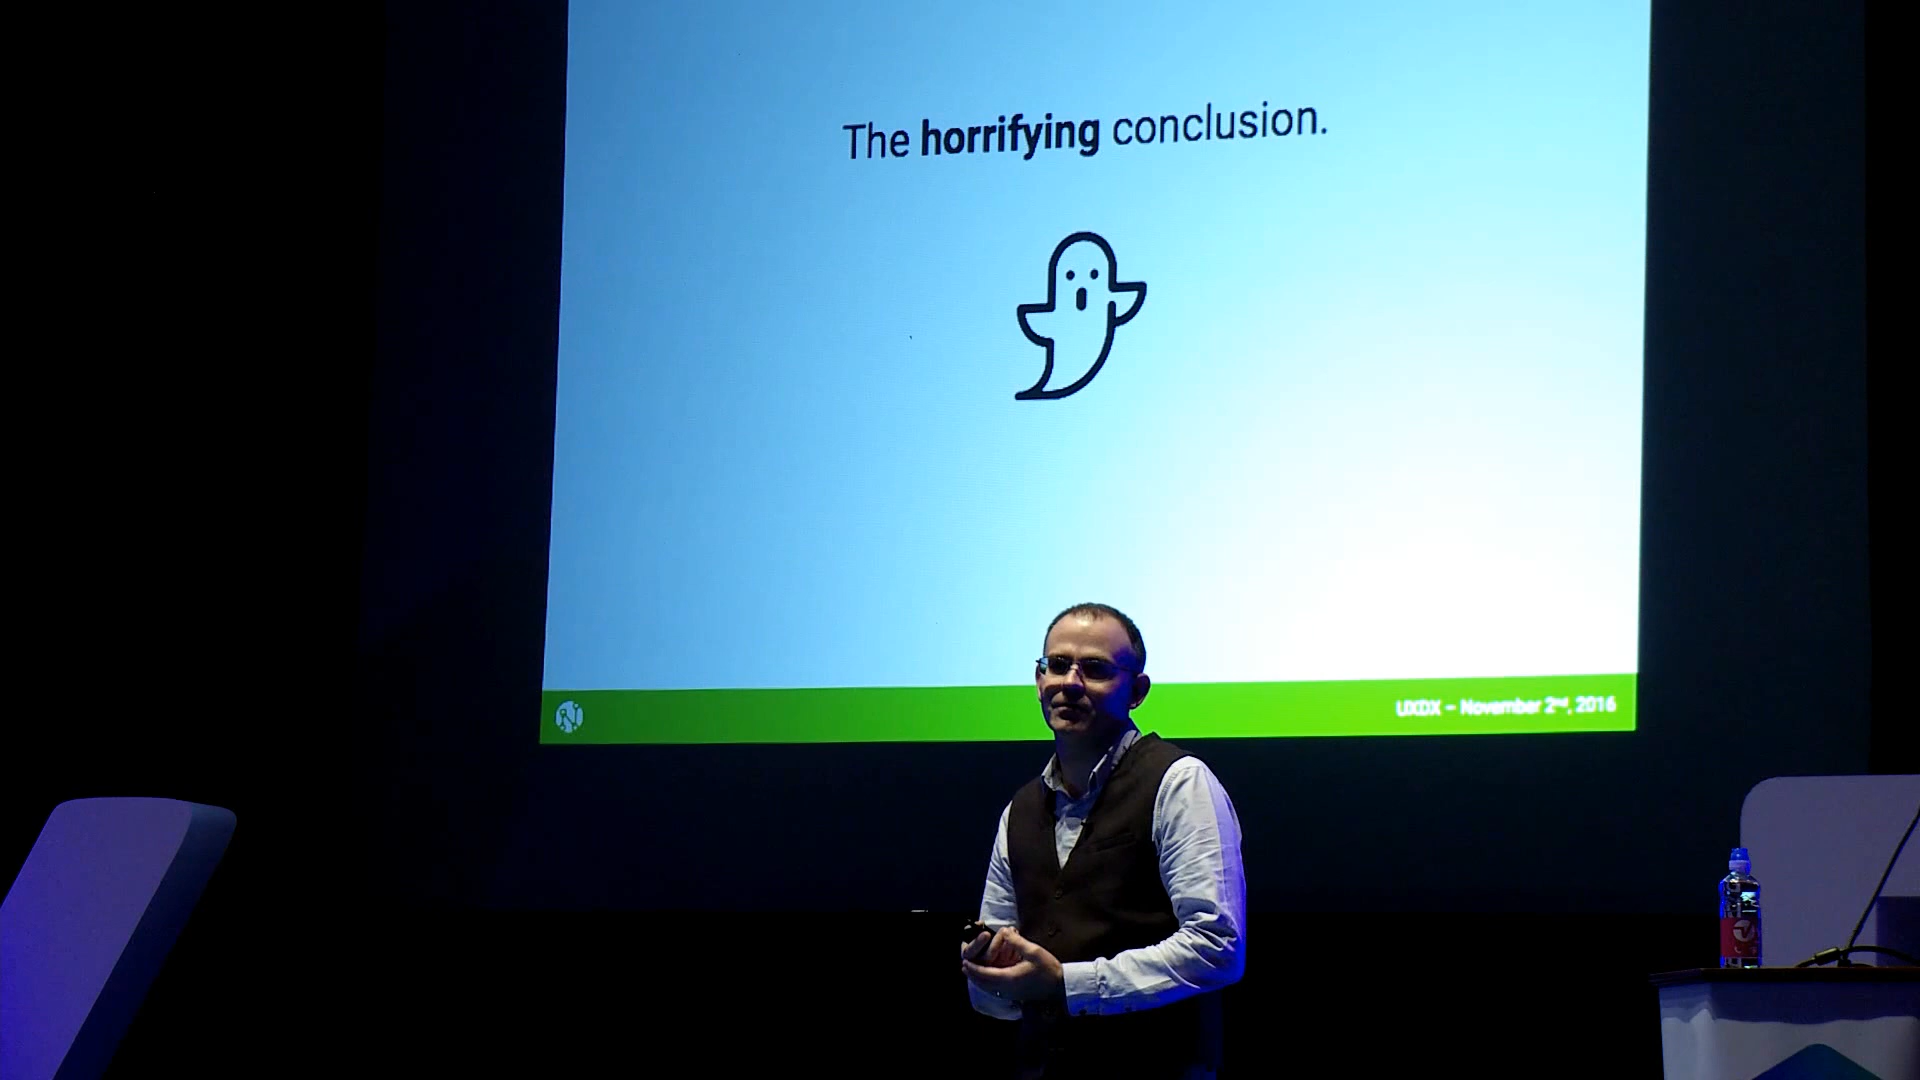 The horrifying conclusion.
UXDX – November 2nd, 2016